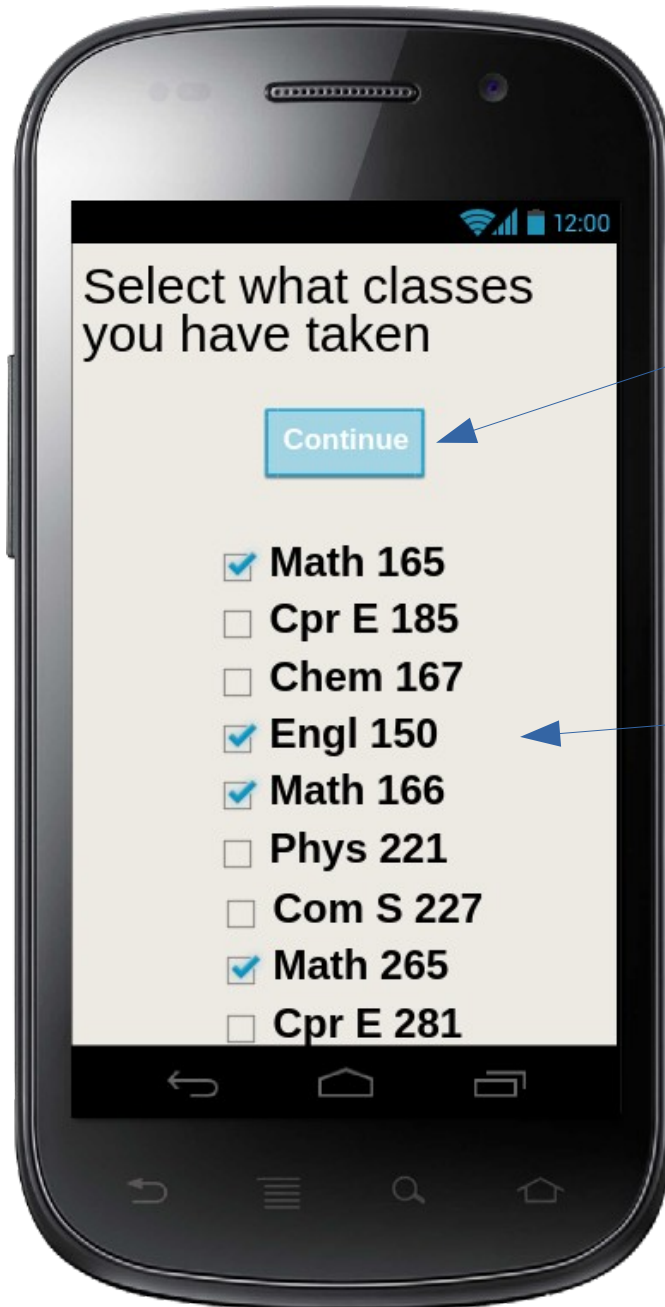 12:00
Select what classes
you have taken
Continue
Math 165
Cpr E 185
Chem 167
Engl 150
Math 166
Phys 221
Com S 227
Math 265
Cpr E 281